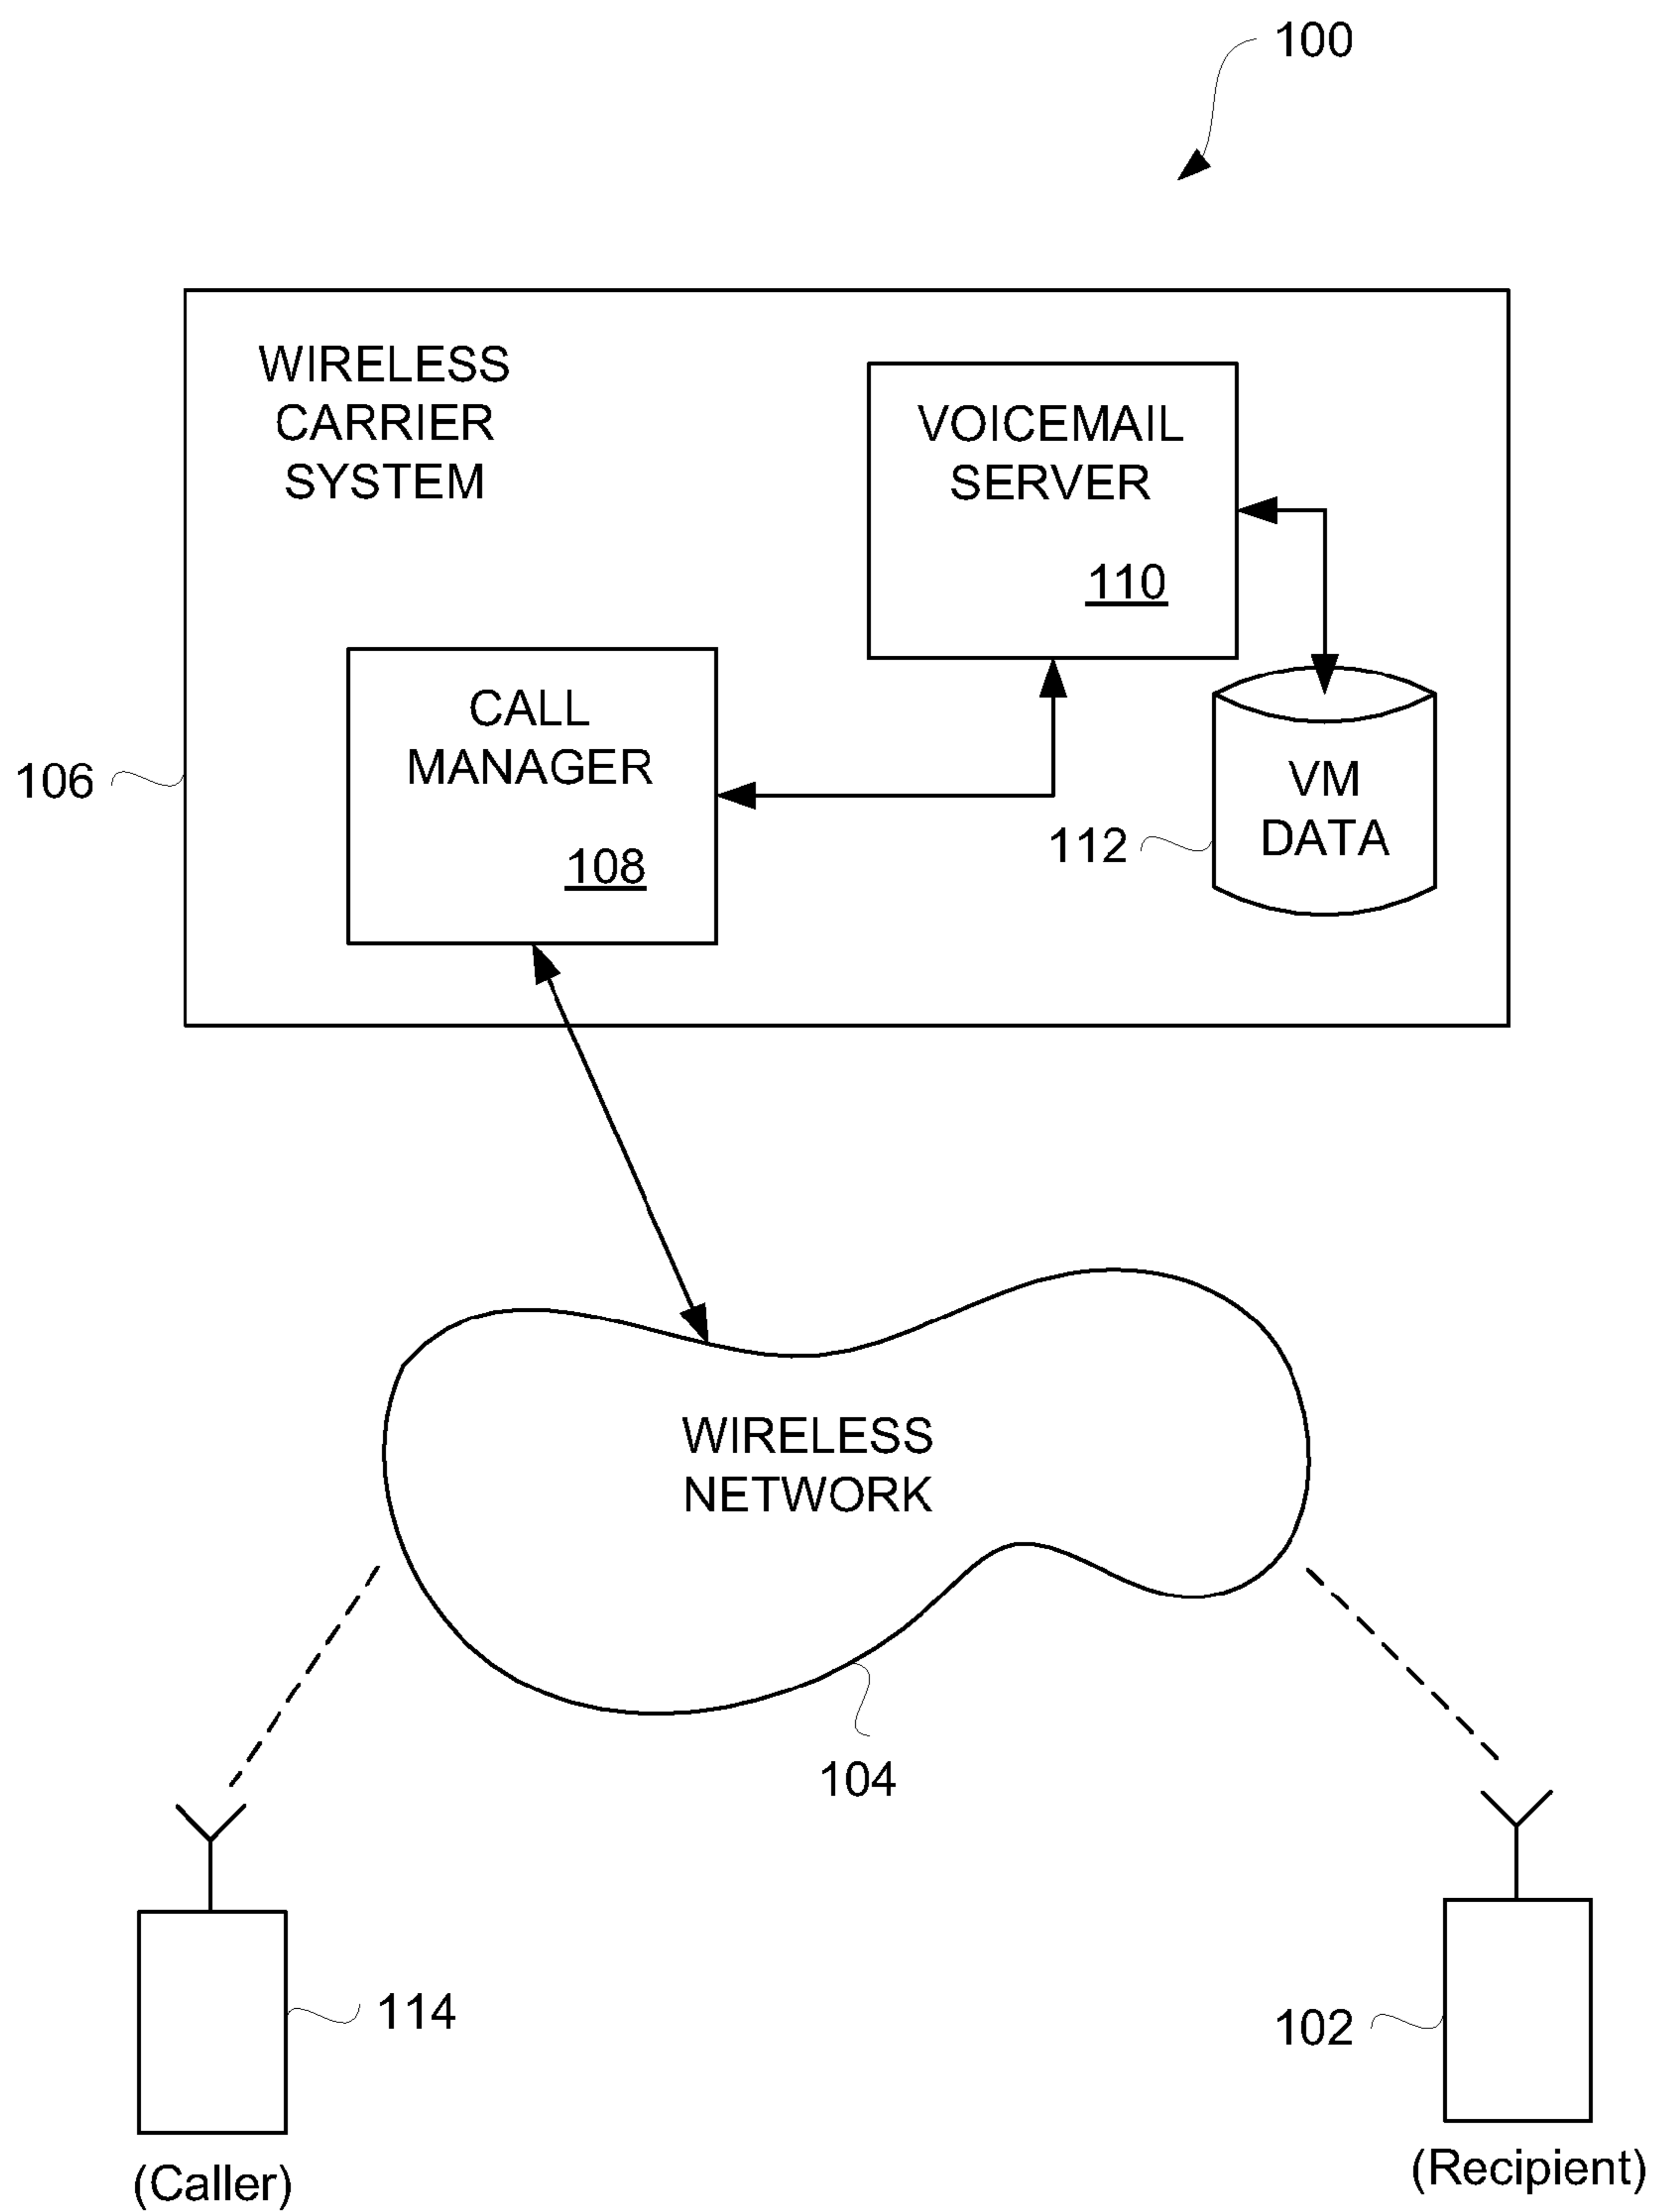 100
WIRELESS
CARRIER
SYSTEM
VOICEMAIL
SERVER
110
CALL
MANAGER
108
106
VM
DATA
112
WIRELESS
NETWORK
104
114
102
(Caller)
(Recipient)